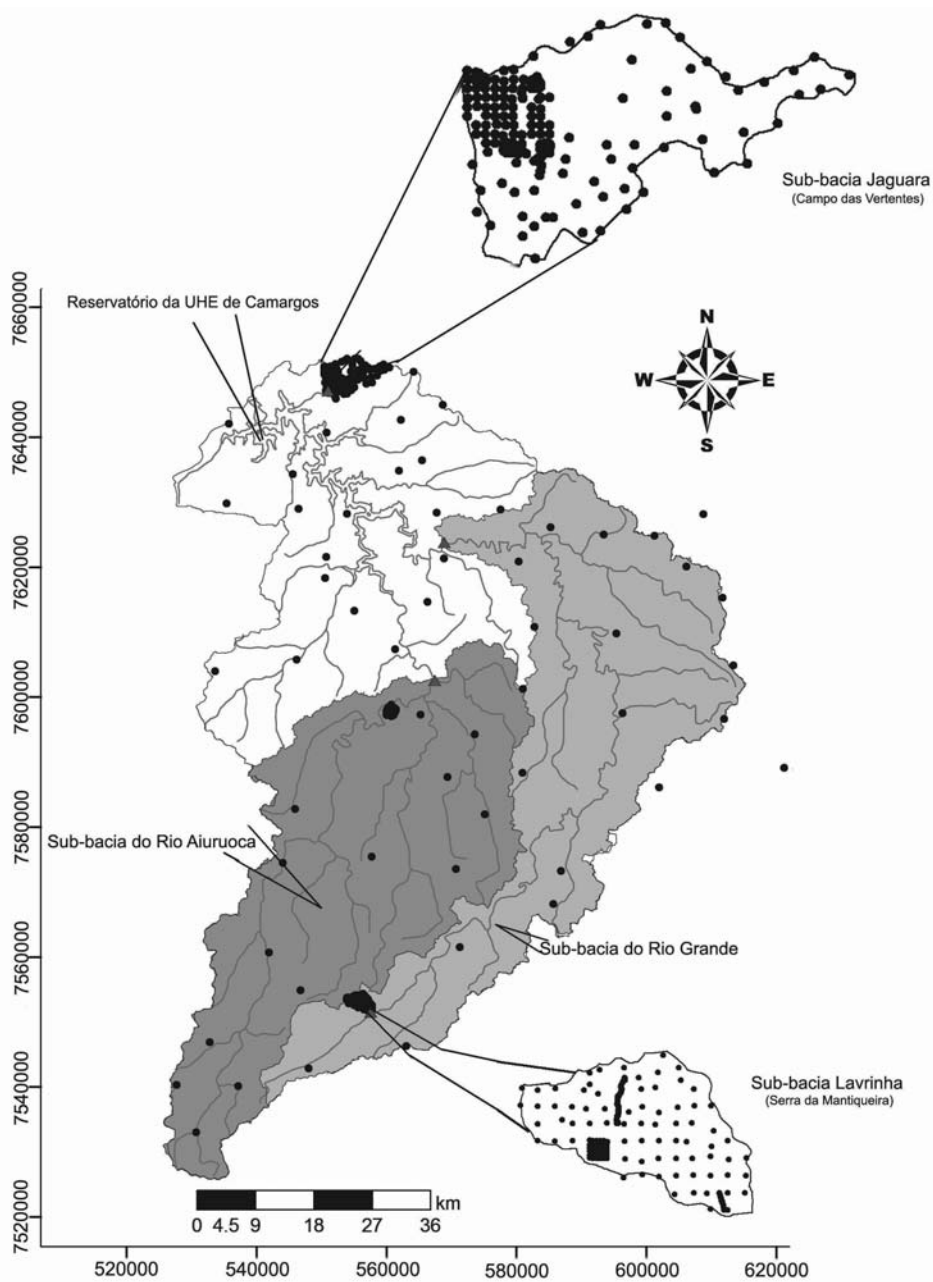 Sub-bacia Jaguara
(Campo das Vertentes)
Reservatório da UHE de Camargos
N
W
E
S
7660000
7640000
7620000
7600000
7580000
7560000
7540000
7520000
Sub-bacia do Rio Aiuruoca
Sub-bacia do Rio Grande
Sub-bacia Lavrinha
(Serra da Mantiqueira)
km
0 4.5 9 18 27 36
520000 540000 560000 580000 600000 620000